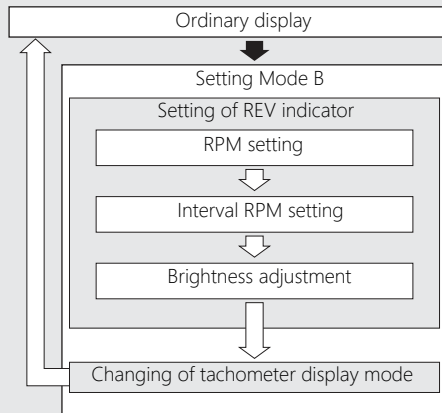 Ordinary display
Setting Mode B
Setting of REV indicator
RPM setting
Interval RPM setting
Brightness adjustment
Changing of tachometer display mode